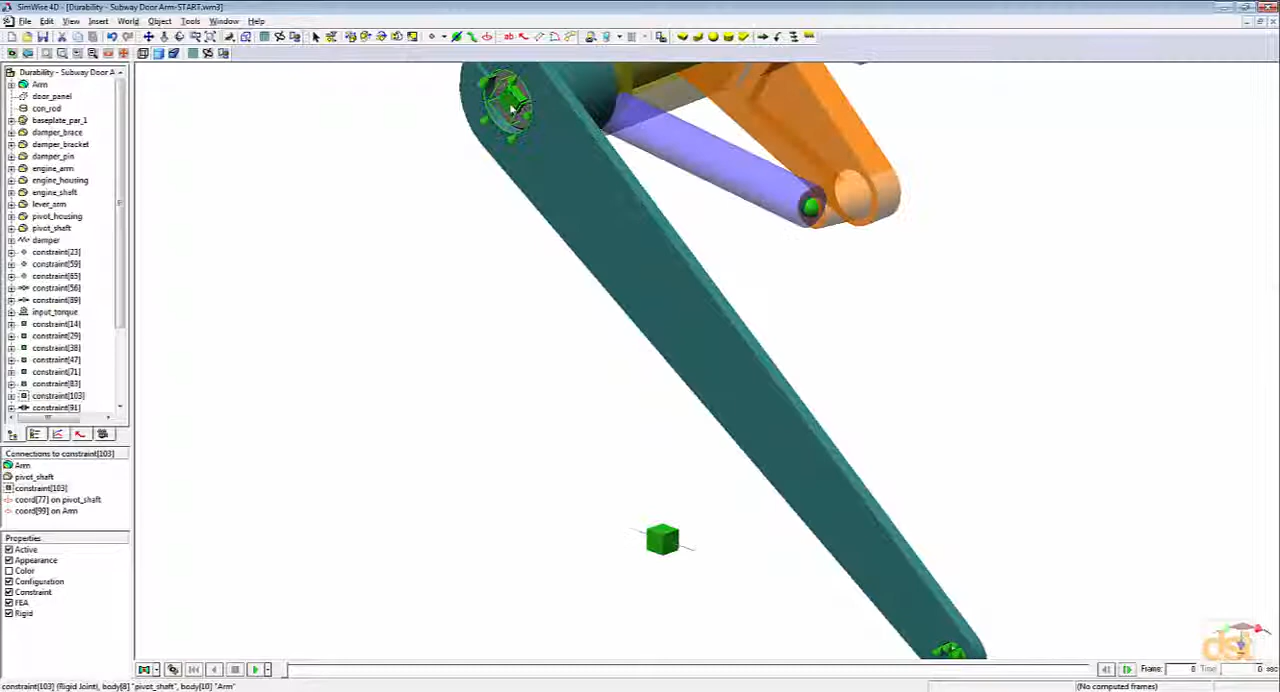 SimWise 4D - [Durability - Subway Door Arm-START.wm3]
File Edit View Insert World Object Tools Window Help
Durability - Subway Door A
Arm
door_panel
con_rod
baseplate_par_1
damper_brace
damper_bracket
damper_pin
engine_arm
engine_housing
engine_shaft
lever_arm
pivot_housing
pivot_shaft
damper
constraint[23]
constraint[59]
constraint[65]
constraint[56]
constraint[89]
input_torque
constraint[14]
constraint[29]
constraint[38]
constraint[47]
constraint[71]
constraint[83]
constraint[103]
constraint[91]
Connections to constraint[103]
Arm
pivot_shaft
constraint[103]
coord[77] on pivot_shaft
coord[99] on Arm
Properties
Active
Appearance
Color
Configuration
Constraint
FEA
Rigid
dst
Frame: 0 Time: 0 sec
constraint[103] (Rigid Joint), body[8] "pivot_shaft", body[10] "Arm"
(No computed frames)